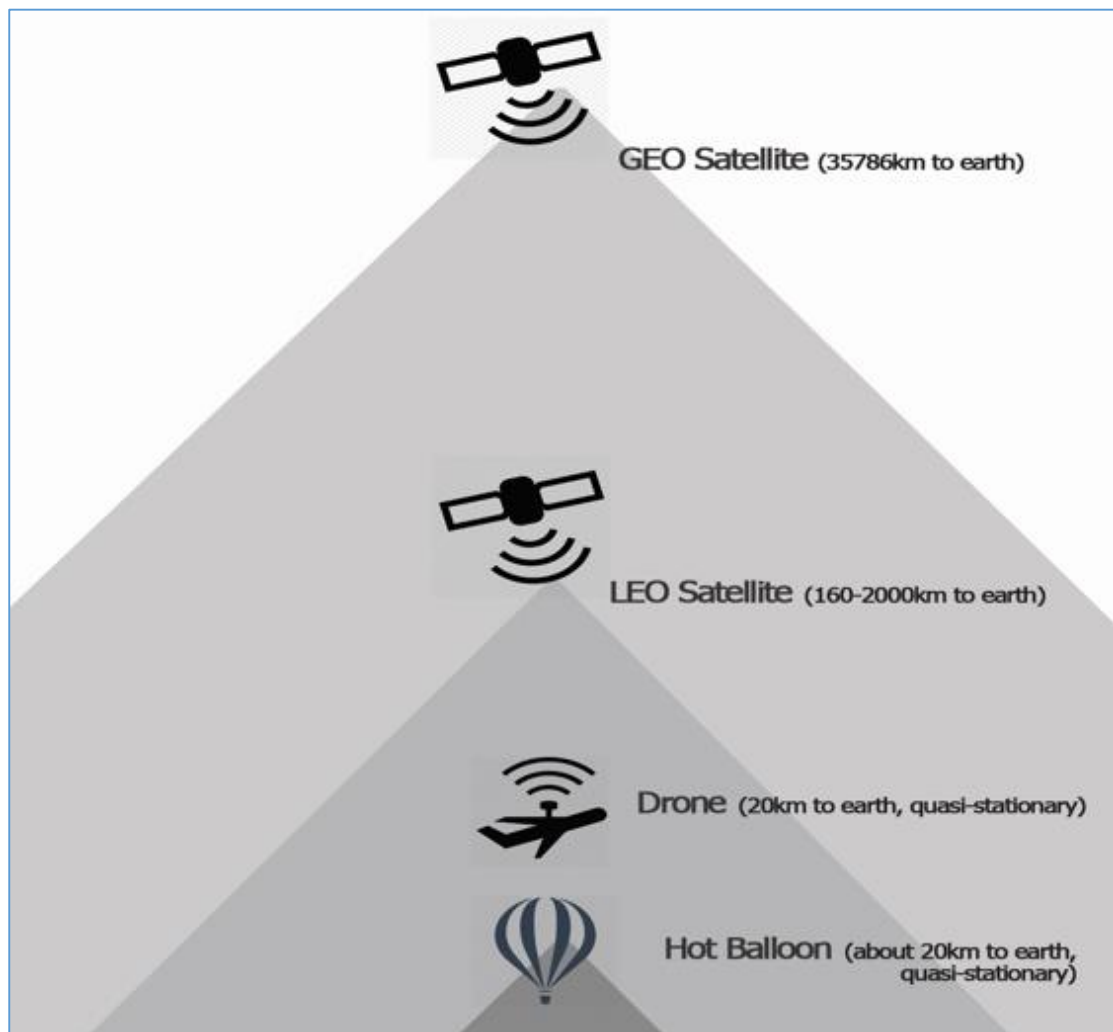 GEO Satellite (35786km to earth)
LEO Satellite (160-2000km to earth)
Drone (20km to earth, quasi-stationary)
Hot Balloon (about 20km to earth,
quasi-stationary)